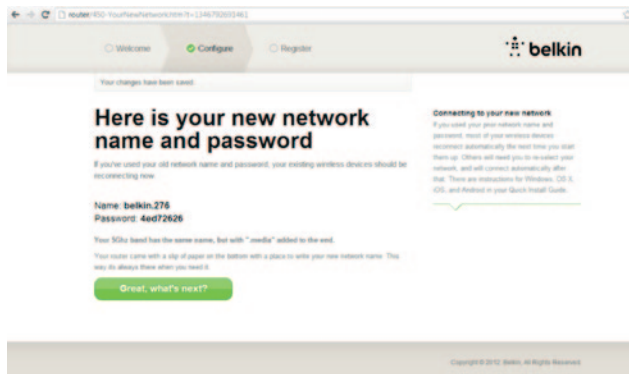 router/450-YourNewNetwork.htm?t=1346792691461
Welcome
Configure
Register
belkin
Your changes have been saved.
Here is your new network
name and password
If you've used your old network name and password, your existing wireless devices should be
reconnecting now.
Name: belkin.276
Password: 4ed72626
Your 5Ghz band has the same name, but with ".media" added to the end.
Your router came with a slip of paper on the bottom with a place to write your new network name. This
way its always there when you need it.
Great, what's next?
Connecting to your new network
If you used your prior network name and
password, most of your wireless devices
reconnect automatically the next time you start
them up. Others will need you to re-select your
network, and will connect automatically after
that. There are instructions for Windows, OS X,
iOS, and Android in your Quick Install Guide.
Copyright © 2012 Belkin, All Rights Reserved